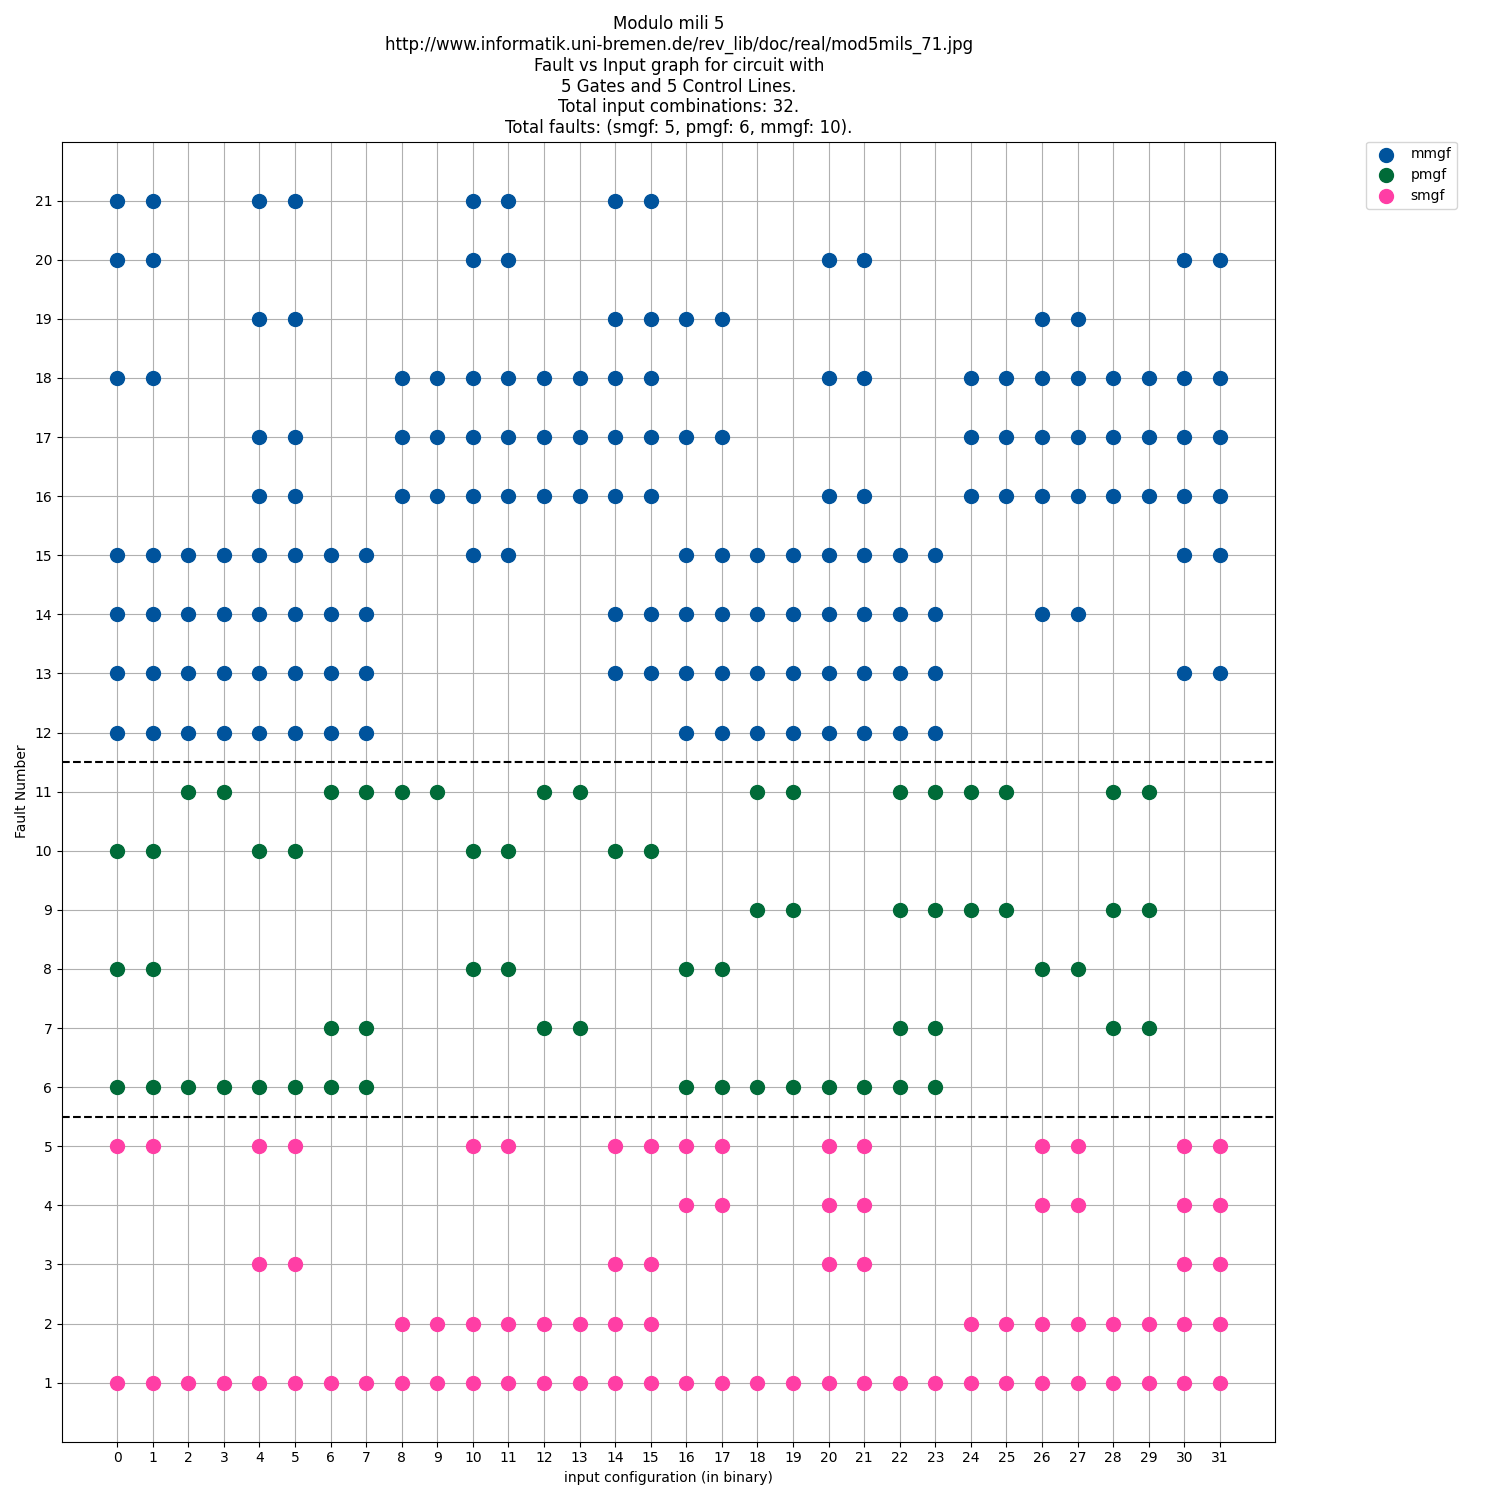 Modulo mili 5
http://www.informatik.uni-bremen.de/rev_lib/doc/real/mod5mils_71.jpg
Fault vs Input graph for circuit with
5 Gates and 5 Control Lines.
Total input combinations: 32.
Total faults: (smgf: 5, pmgf: 6, mmgf: 10).
mmgf
pmgf
smgf
Fault Number
21
20
19
18
17
16
15
14
13
12
11
10
9
8
7
6
5
4
3
2
1
0 1 2 3 4 5 6 7 8 9 10 11 12 13 14 15 16 17 18 19 20 21 22 23 24 25 26 27 28 29 30 31
input configuration (in binary)